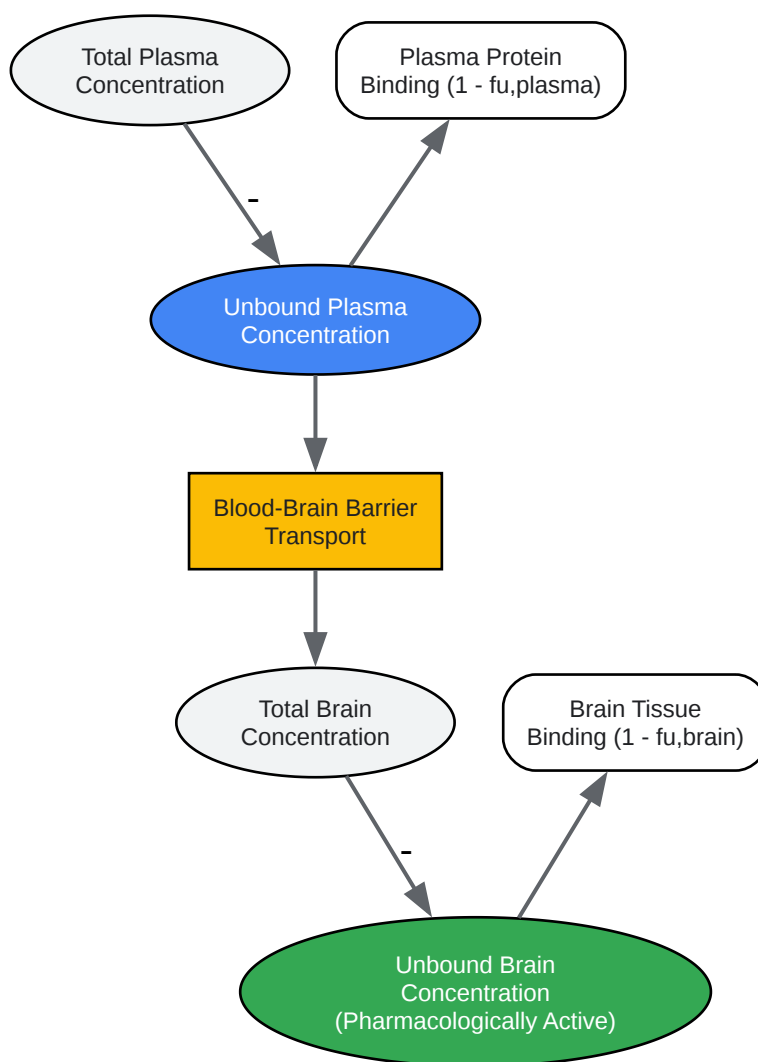 Total Plasma
Concentration
Plasma Protein
Binding (1 - fu,plasma)
-
Unbound Plasma
Concentration
Blood-Brain Barrier
Transport
Total Brain
Concentration
Brain Tissue
Binding (1 - fu,brain)
-
Unbound Brain
Concentration
(Pharmacologically Active)